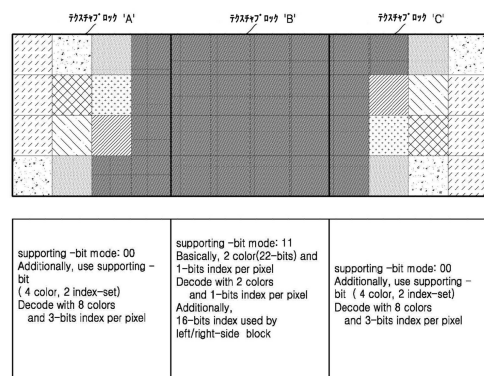 ﾃｸｽﾁｬﾌﾞﾛｯｸ 'A'
ﾃｸｽﾁｬﾌﾞﾛｯｸ 'B'
ﾃｸｽﾁｬﾌﾞﾛｯｸ 'C'
supporting -bit mode: 00
Additionally, use supporting -
bit
( 4 color, 2 index-set)
Decode with 8 colors
and 3-bits index per pixel
supporting -bit mode: 11
Basically, 2 color(22-bits) and
1-bits index per pixel
Decode with 2 colors
and 1-bits index per pixel
Additionally,
16-bits index used by
left/right-side block
supporting -bit mode: 00
Additionally, use supporting -
bit ( 4 color, 2 index-set)
Decode with 8 colors
and 3-bits index per pixel